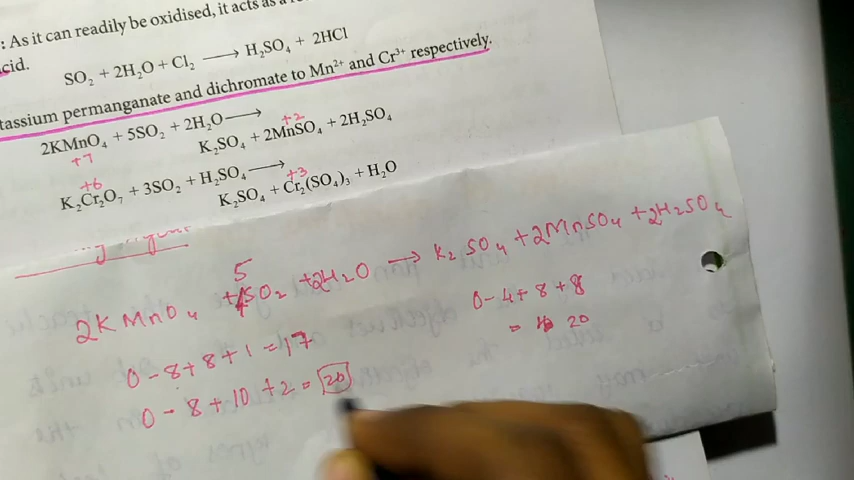 : As it can readily be oxidised, it acts as a
cid.
SO₂ + 2H₂O + Cl₂ ⟶ H₂SO₄ + 2HCl
tassium permanganate and dichromate to Mn²⁺ and Cr³⁺ respectively.
2KMnO₄ + 5SO₂ + 2H₂O ⟶
+7
+2
K₂SO₄ + 2MnSO₄ + 2H₂SO₄
+6
K₂Cr₂O₇ + 3SO₂ + H₂SO₄ ⟶
+3
K₂SO₄ + Cr₂(SO₄)₃ + H₂O
5
2KMnO₄ + SO₂ + 2H₂O → K₂SO₄ + 2MnSO₄ + 2H₂SO₄
0 - 8 + 8 + 1 = 17
0 - 4 + 8 + 8
0 - 8 + 10 + 2 = 20
= 20